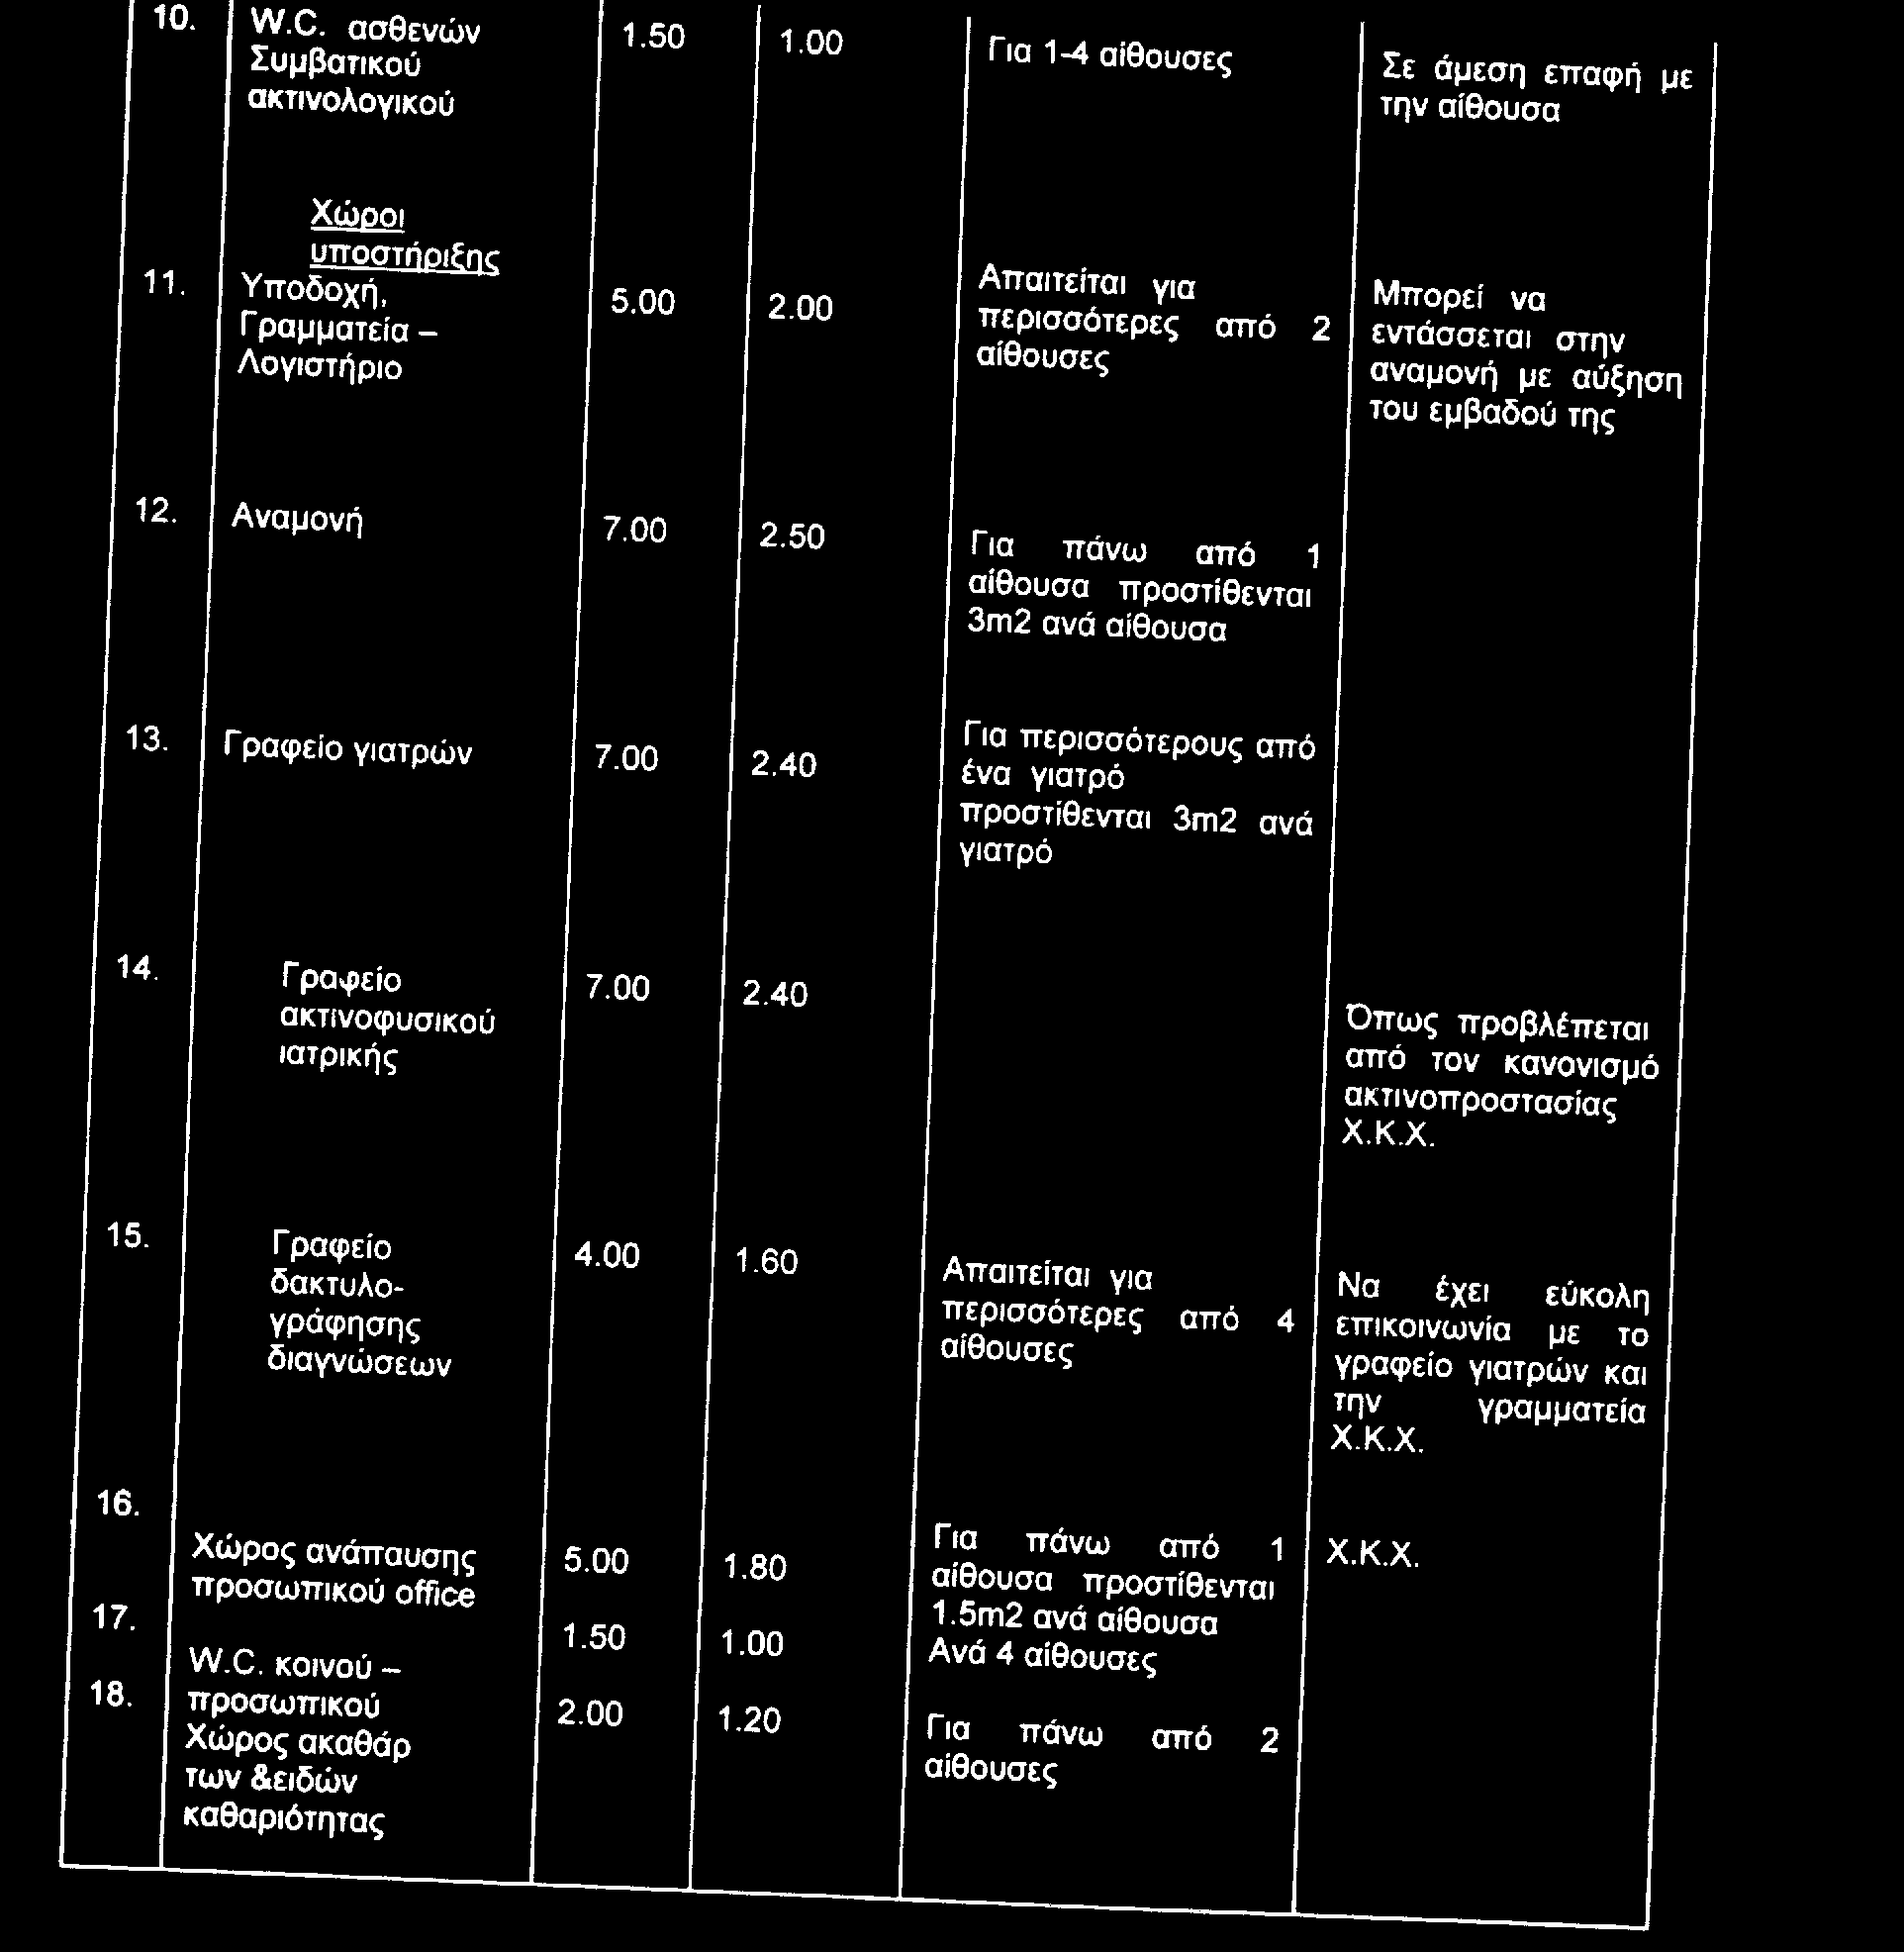 10. W.C. ασθενών 1.50 1.00 Για 1-4 αίθουσες Σε άμεση επαφή με
Συμβατικού την αίθουσα
ακτινολογικού
Χώροι
υποστήριξης
11. Υποδοχή, 5.00 2.00 Απαιτείται για Μπορεί να
Γραμματεία – περισσότερες από 2 εντάσσεται στην
Λογιστήριο αίθουσες αναμονή με αύξηση
του εμβαδού της
12. Αναμονή 7.00 2.50 Για πάνω από 1
αίθουσα προστίθενται
3m2 ανά αίθουσα
13. Γραφείο γιατρών 7.00 2.40 Για περισσότερους από
ένα γιατρό
προστίθενται 3m2 ανά
γιατρό
14. Γραφείο 7.00 2.40 Όπως προβλέπεται
ακτινοφυσικού από τον κανονισμό
ιατρικής ακτινοπροστασίας
Χ.Κ.Χ.
15. Γραφείο 4.00 1.60 Απαιτείται για Να έχει εύκολη
δακτυλο- περισσότερες από 4 επικοινωνία με το
γράφησης αίθουσες γραφείο γιατρών και
διαγνώσεων την γραμματεία
Χ.Κ.Χ.
16. Χώρος ανάπαυσης 5.00 1.80 Για πάνω από 1 Χ.Κ.Χ.
προσωπικού office αίθουσα προστίθενται
1.5m2 ανά αίθουσα
17. W.C. κοινού – 1.50 1.00 Ανά 4 αίθουσες
προσωπικού
18. Χώρος ακαθάρ 2.00 1.20 Για πάνω από 2
των &ειδών αίθουσες
καθαριότητας